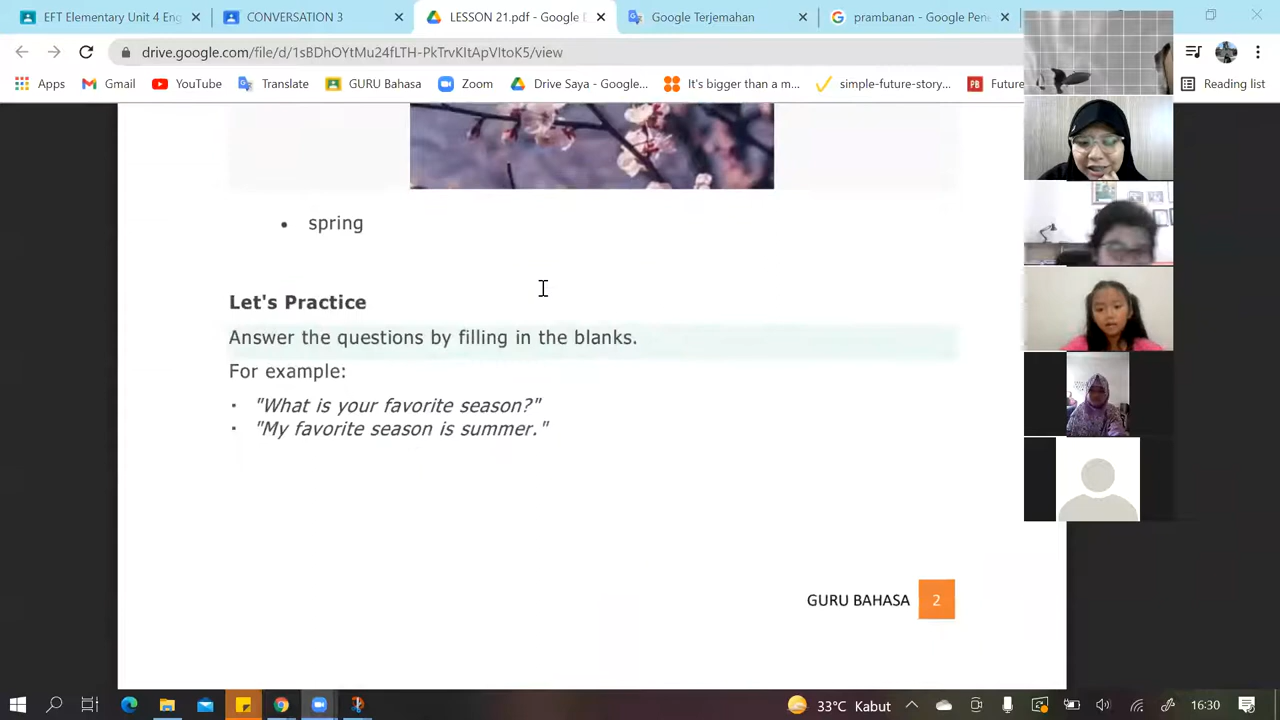 EFT Elementary Unit 4 Eng
CONVERSATION 3
LESSON 21.pdf - Google D
Google Terjemahan
prambanan - Google Pene
drive.google.com/file/d/1sBDhOYtMu24fLTH-PkTrvKltApVltoK5/view
Apps
Gmail
YouTube
Translate
GURU Bahasa
Zoom
Drive Saya - Google...
It's bigger than a m...
simple-future-story...
PB
Future
Reading list
• spring
Let's Practice
Answer the questions by filling in the blanks.
For example:
"What is your favorite season?"
"My favorite season is summer."
GURU BAHASA 2
33°C Kabut
16:30